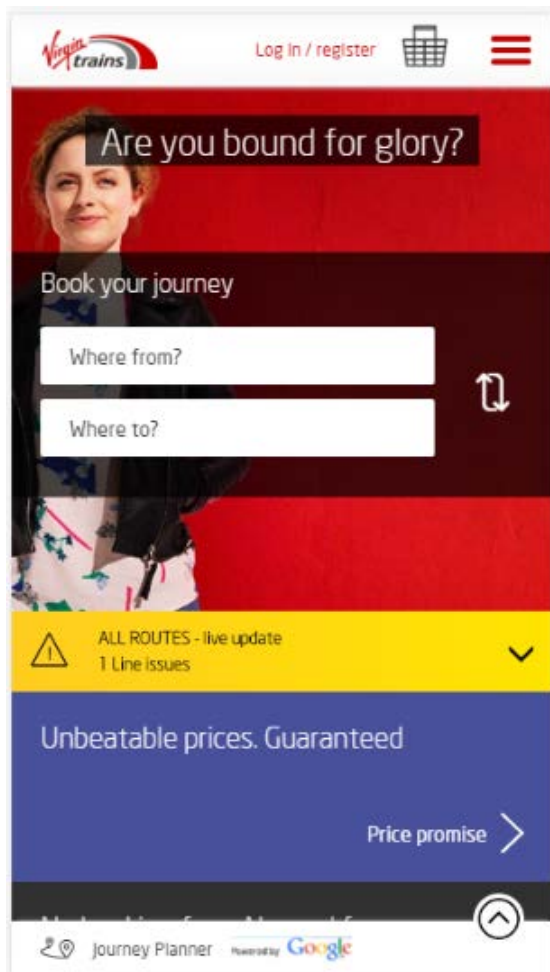 Virgin
trains
Log in / register
Are you bound for glory?
Book your journey
Where from?
Where to?
ALL ROUTES - live update
1 Line issues
Unbeatable prices. Guaranteed
Price promise
Journey Planner Powered by Google